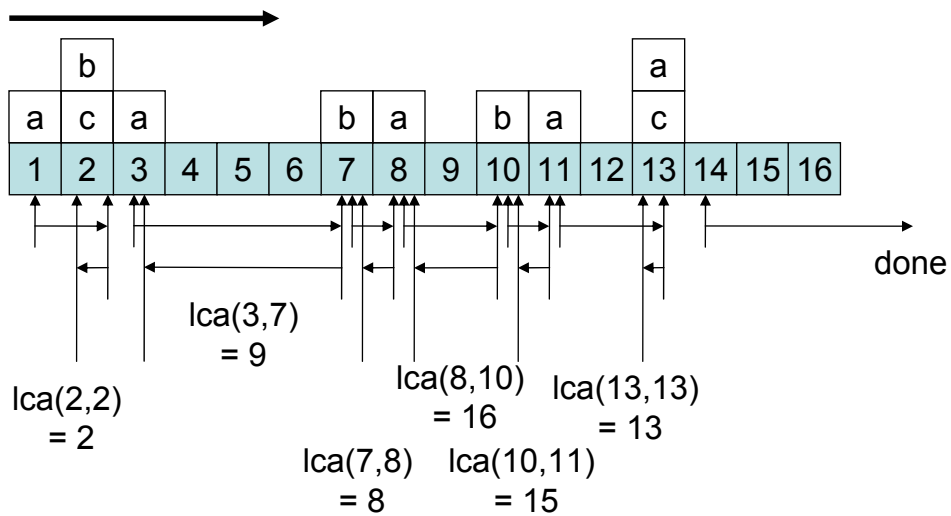 b a
a c a b a b a c
1 2 3 4 5 6 7 8 9 10 11 12 13 14 15 16
done
lca(3,7)
= 9
lca(8,10)
= 16
lca(13,13)
= 13
lca(2,2)
= 2
lca(7,8)
= 8
lca(10,11)
= 15